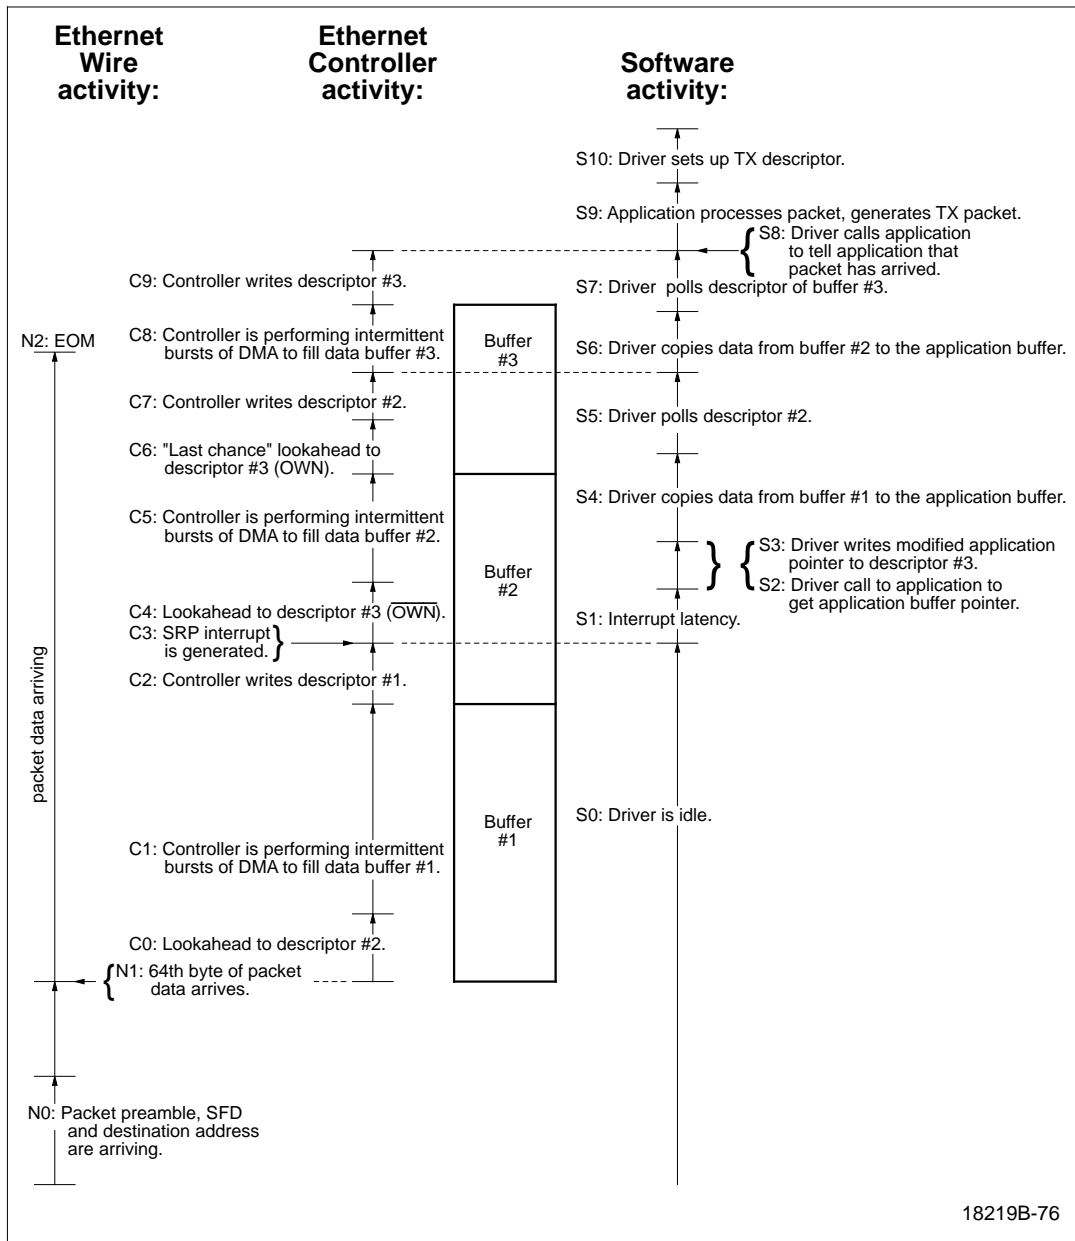 Ethernet
Wire
activity:
Ethernet
Controller
activity:
Software
activity:
S10: Driver sets up TX descriptor.
S9: Application processes packet, generates TX packet.
S8: Driver calls application
to tell application that
packet has arrived.
S7: Driver polls descriptor of buffer #3.
S6: Driver copies data from buffer #2 to the application buffer.
S5: Driver polls descriptor #2.
S4: Driver copies data from buffer #1 to the application buffer.
S3: Driver writes modified application
pointer to descriptor #3.
S2: Driver call to application to
get application buffer pointer.
S1: Interrupt latency.
S0: Driver is idle.
C9: Controller writes descriptor #3.
C8: Controller is performing intermittent
bursts of DMA to fill data buffer #3.
C7: Controller writes descriptor #2.
C6: "Last chance" lookahead to
descriptor #3 (OWN).
C5: Controller is performing intermittent
bursts of DMA to fill data buffer #2.
C4: Lookahead to descriptor #3 (O̅W̅N̅).
C3: SRP interrupt
is generated.
C2: Controller writes descriptor #1.
C1: Controller is performing intermittent
bursts of DMA to fill data buffer #1.
C0: Lookahead to descriptor #2.
Buffer
#3
Buffer
#2
Buffer
#1
N2: EOM
packet data arriving
N1: 64th byte of packet
data arrives.
N0: Packet preamble, SFD
and destination address
are arriving.
18219B-76